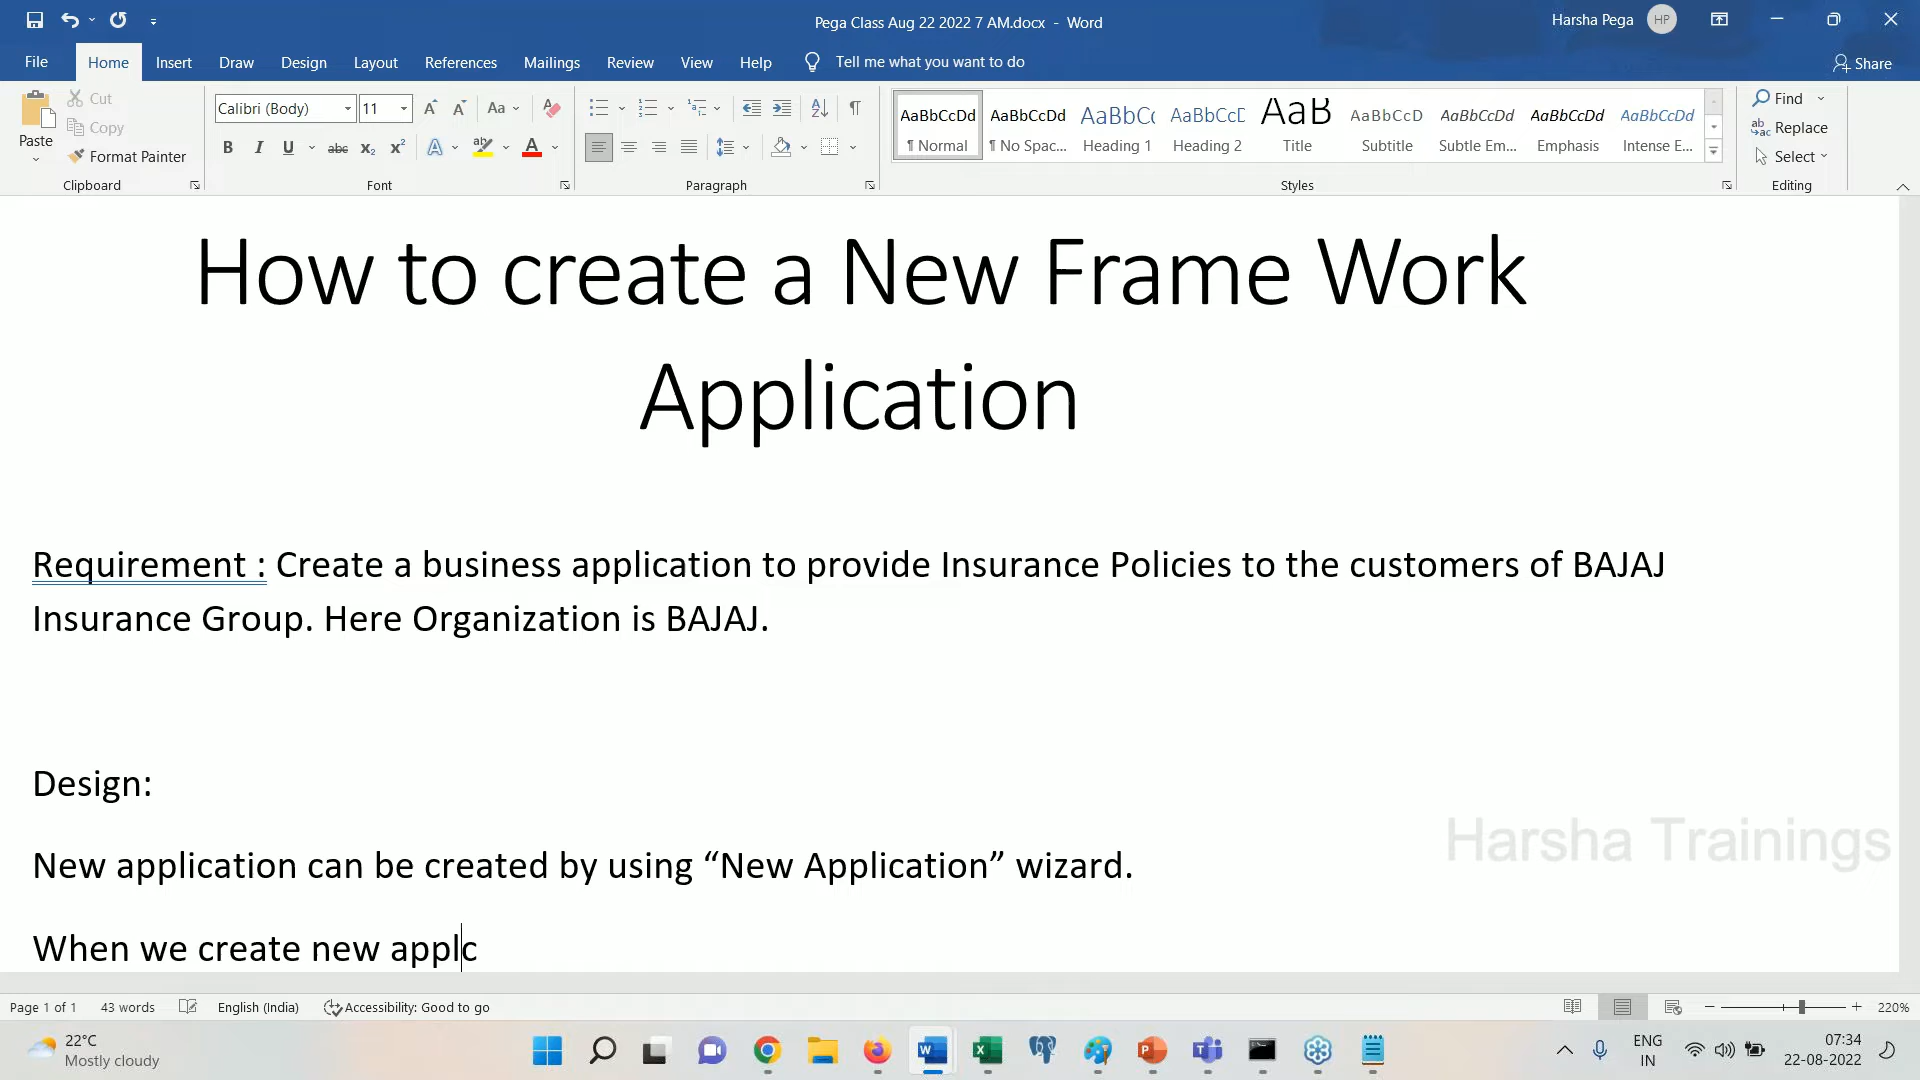 Pega Class Aug 22 2022 7 AM.docx - Word
Harsha Pega HP
File Home Insert Draw Design Layout References Mailings Review View Help Tell me what you want to do Share
Paste
Cut
Copy
Format Painter
Clipboard
Calibri (Body) 11
Font
Paragraph
AaBbCcDd ¶ Normal
AaBbCcDd ¶ No Spac...
AaBbCc Heading 1
AaBbCcD Heading 2
AaB Title
AaBbCcD Subtitle
AaBbCcDd Subtle Em...
AaBbCcDd Emphasis
AaBbCcDd Intense E...
Styles
Find
Replace
Select
Editing
How to create a New Frame Work
Application
Requirement : Create a business application to provide Insurance Policies to the customers of BAJAJ
Insurance Group. Here Organization is BAJAJ.
Design:
Harsha Trainings
New application can be created by using “New Application” wizard.
When we create new applc
Page 1 of 1 43 words English (India) Accessibility: Good to go 220%
22°C
Mostly cloudy
ENG
IN
07:34
22-08-2022